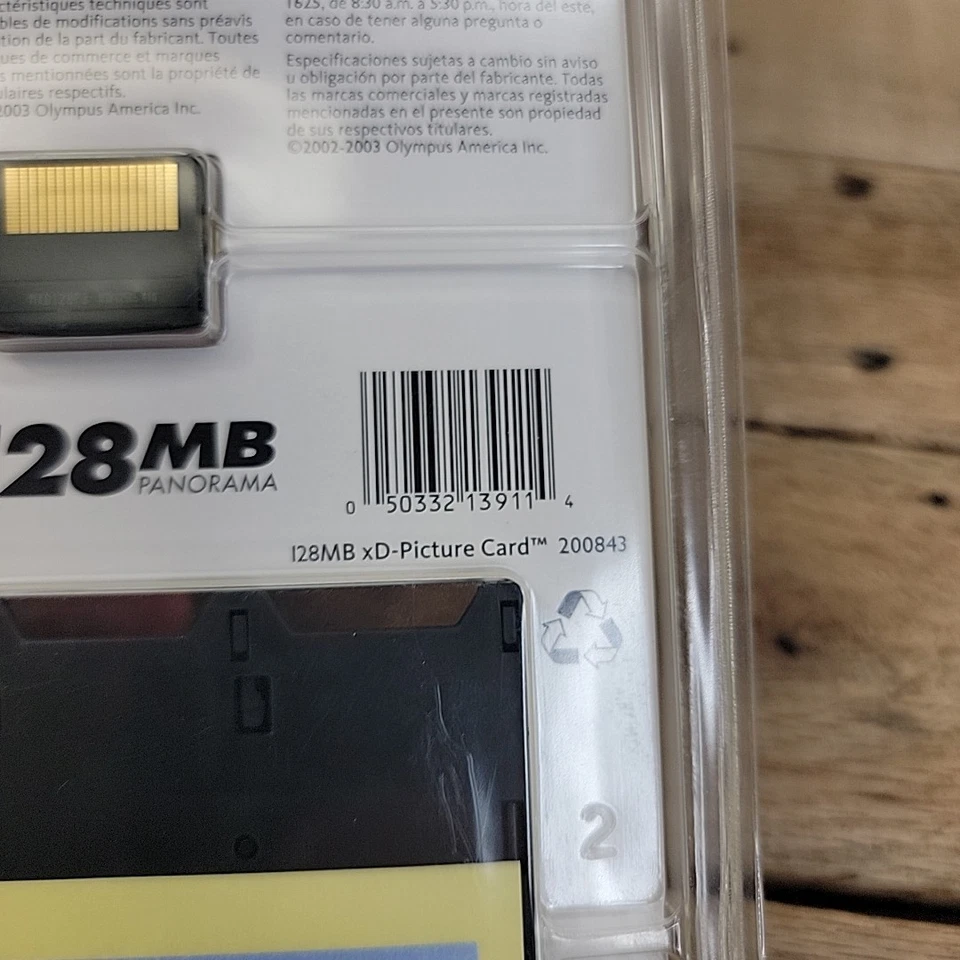 ctéristiques techniques sont
bles de modifications sans préavis
tion de la part du fabricant. Toutes
ues de commerce et marques
s mentionnées sont la propriété de
ulaires respectifs.
2003 Olympus America Inc.
1625, de 8:30 a.m. a 5:30 p.m., hora del este,
en caso de tener alguna pregunta o
comentario.
Especificaciones sujetas a cambio sin aviso
u obligación por parte del fabricante. Todas
las marcas comerciales y marcas registradas
mencionadas en el presente son propiedad
de sus respectivos titulares.
©2002-2003 Olympus America Inc.
128MB
PANORAMA
0 50332 13911 4
128MB xD-Picture Card™ 200843
2